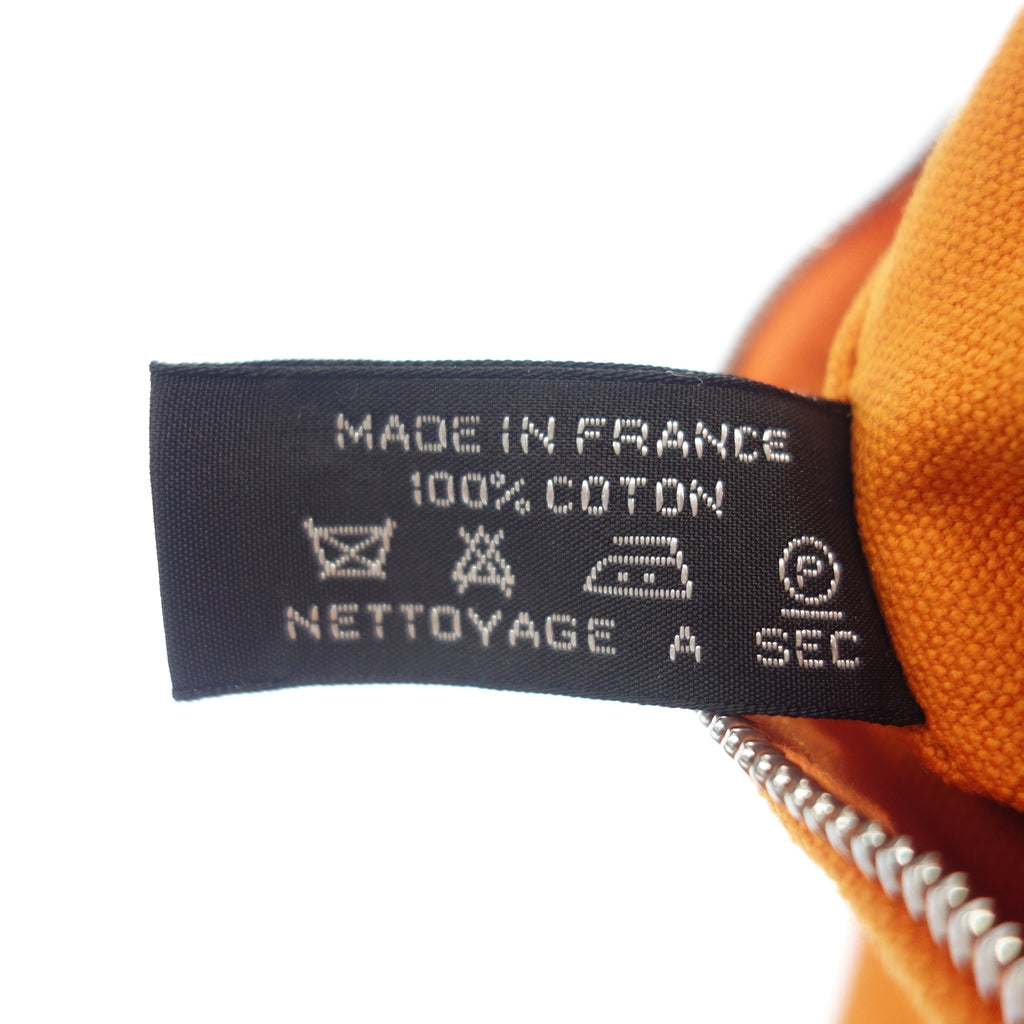 MADE IN FRANCE
100% COTON
P
NETTOYAGE A SEC